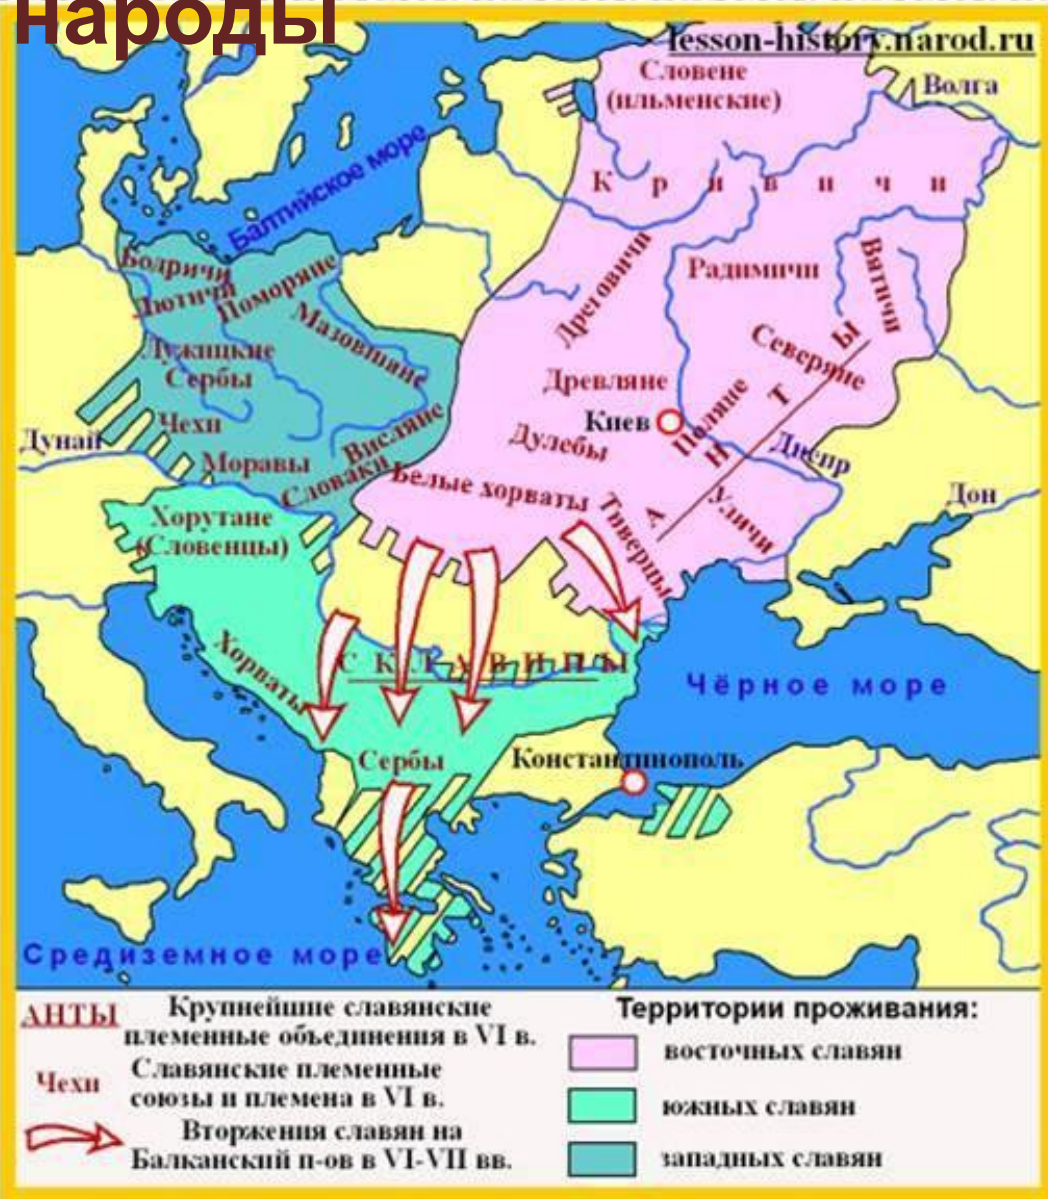 народы
lesson-history.narod.ru
Словене
(ильменские)
Волга
Балтийское море
Кривичи
Бодричи
Лютичи
Поморяне
Мазовшане
Дреговичи
Радимичи
Вятичи
Лужицкие
Сербы
Северяне
Древляне
Киев
Поляне
Дунай
Чехи
Висляне
Дулебы
Днепр
Моравы
Словаки
Белые хорваты
АНТЫ
Дон
Хорутане
(Словенцы)
Тиверцы
Уличи
Хорваты
СКЛАВИНЫ
Чёрное море
Сербы
Константинополь
Средиземное море
АНТЫ
Крупнейшие славянские
племенные объединения в VI в.
Чехи
Славянские племенные
союзы и племена в VI в.
Вторжения славян на
Балканский п-ов в VI-VII вв.
Территории проживания:
восточных славян
южных славян
западных славян